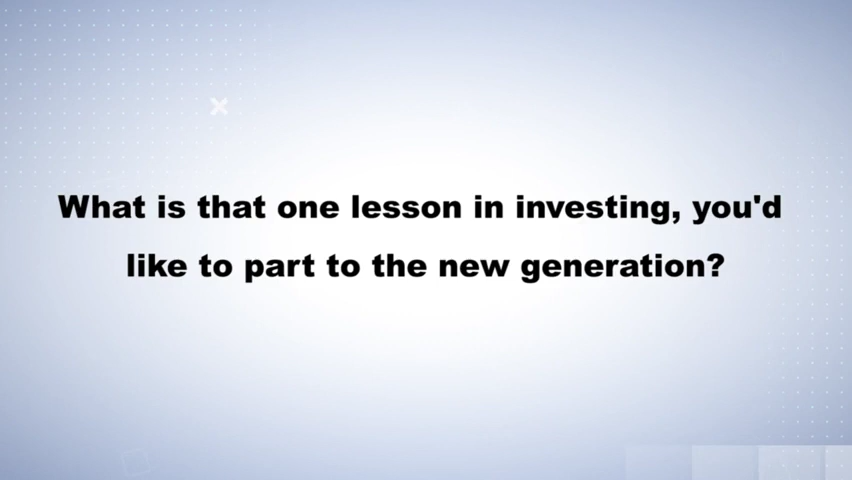 What is that one lesson in investing, you'd
like to part to the new generation?